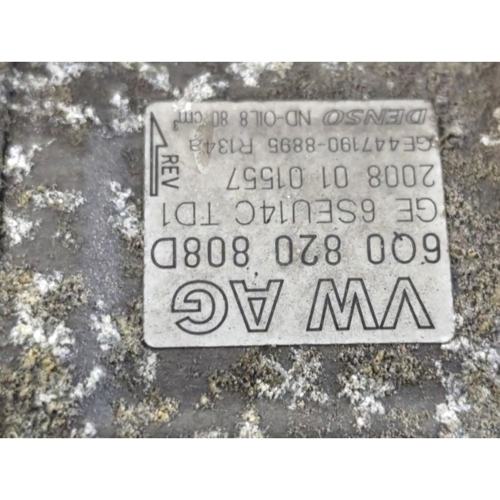 VW AG
6Q0 820 808D
GE 6SEU14C TD1
2008 01 01557
GE447190-8895 R134a
DENSO ND-OIL8 80 cm³
REV